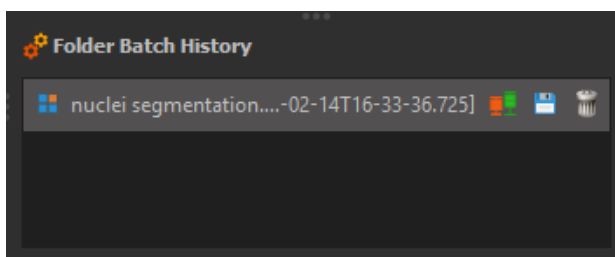 Folder Batch History
nuclei segmentation....-02-14T16-33-36.725]